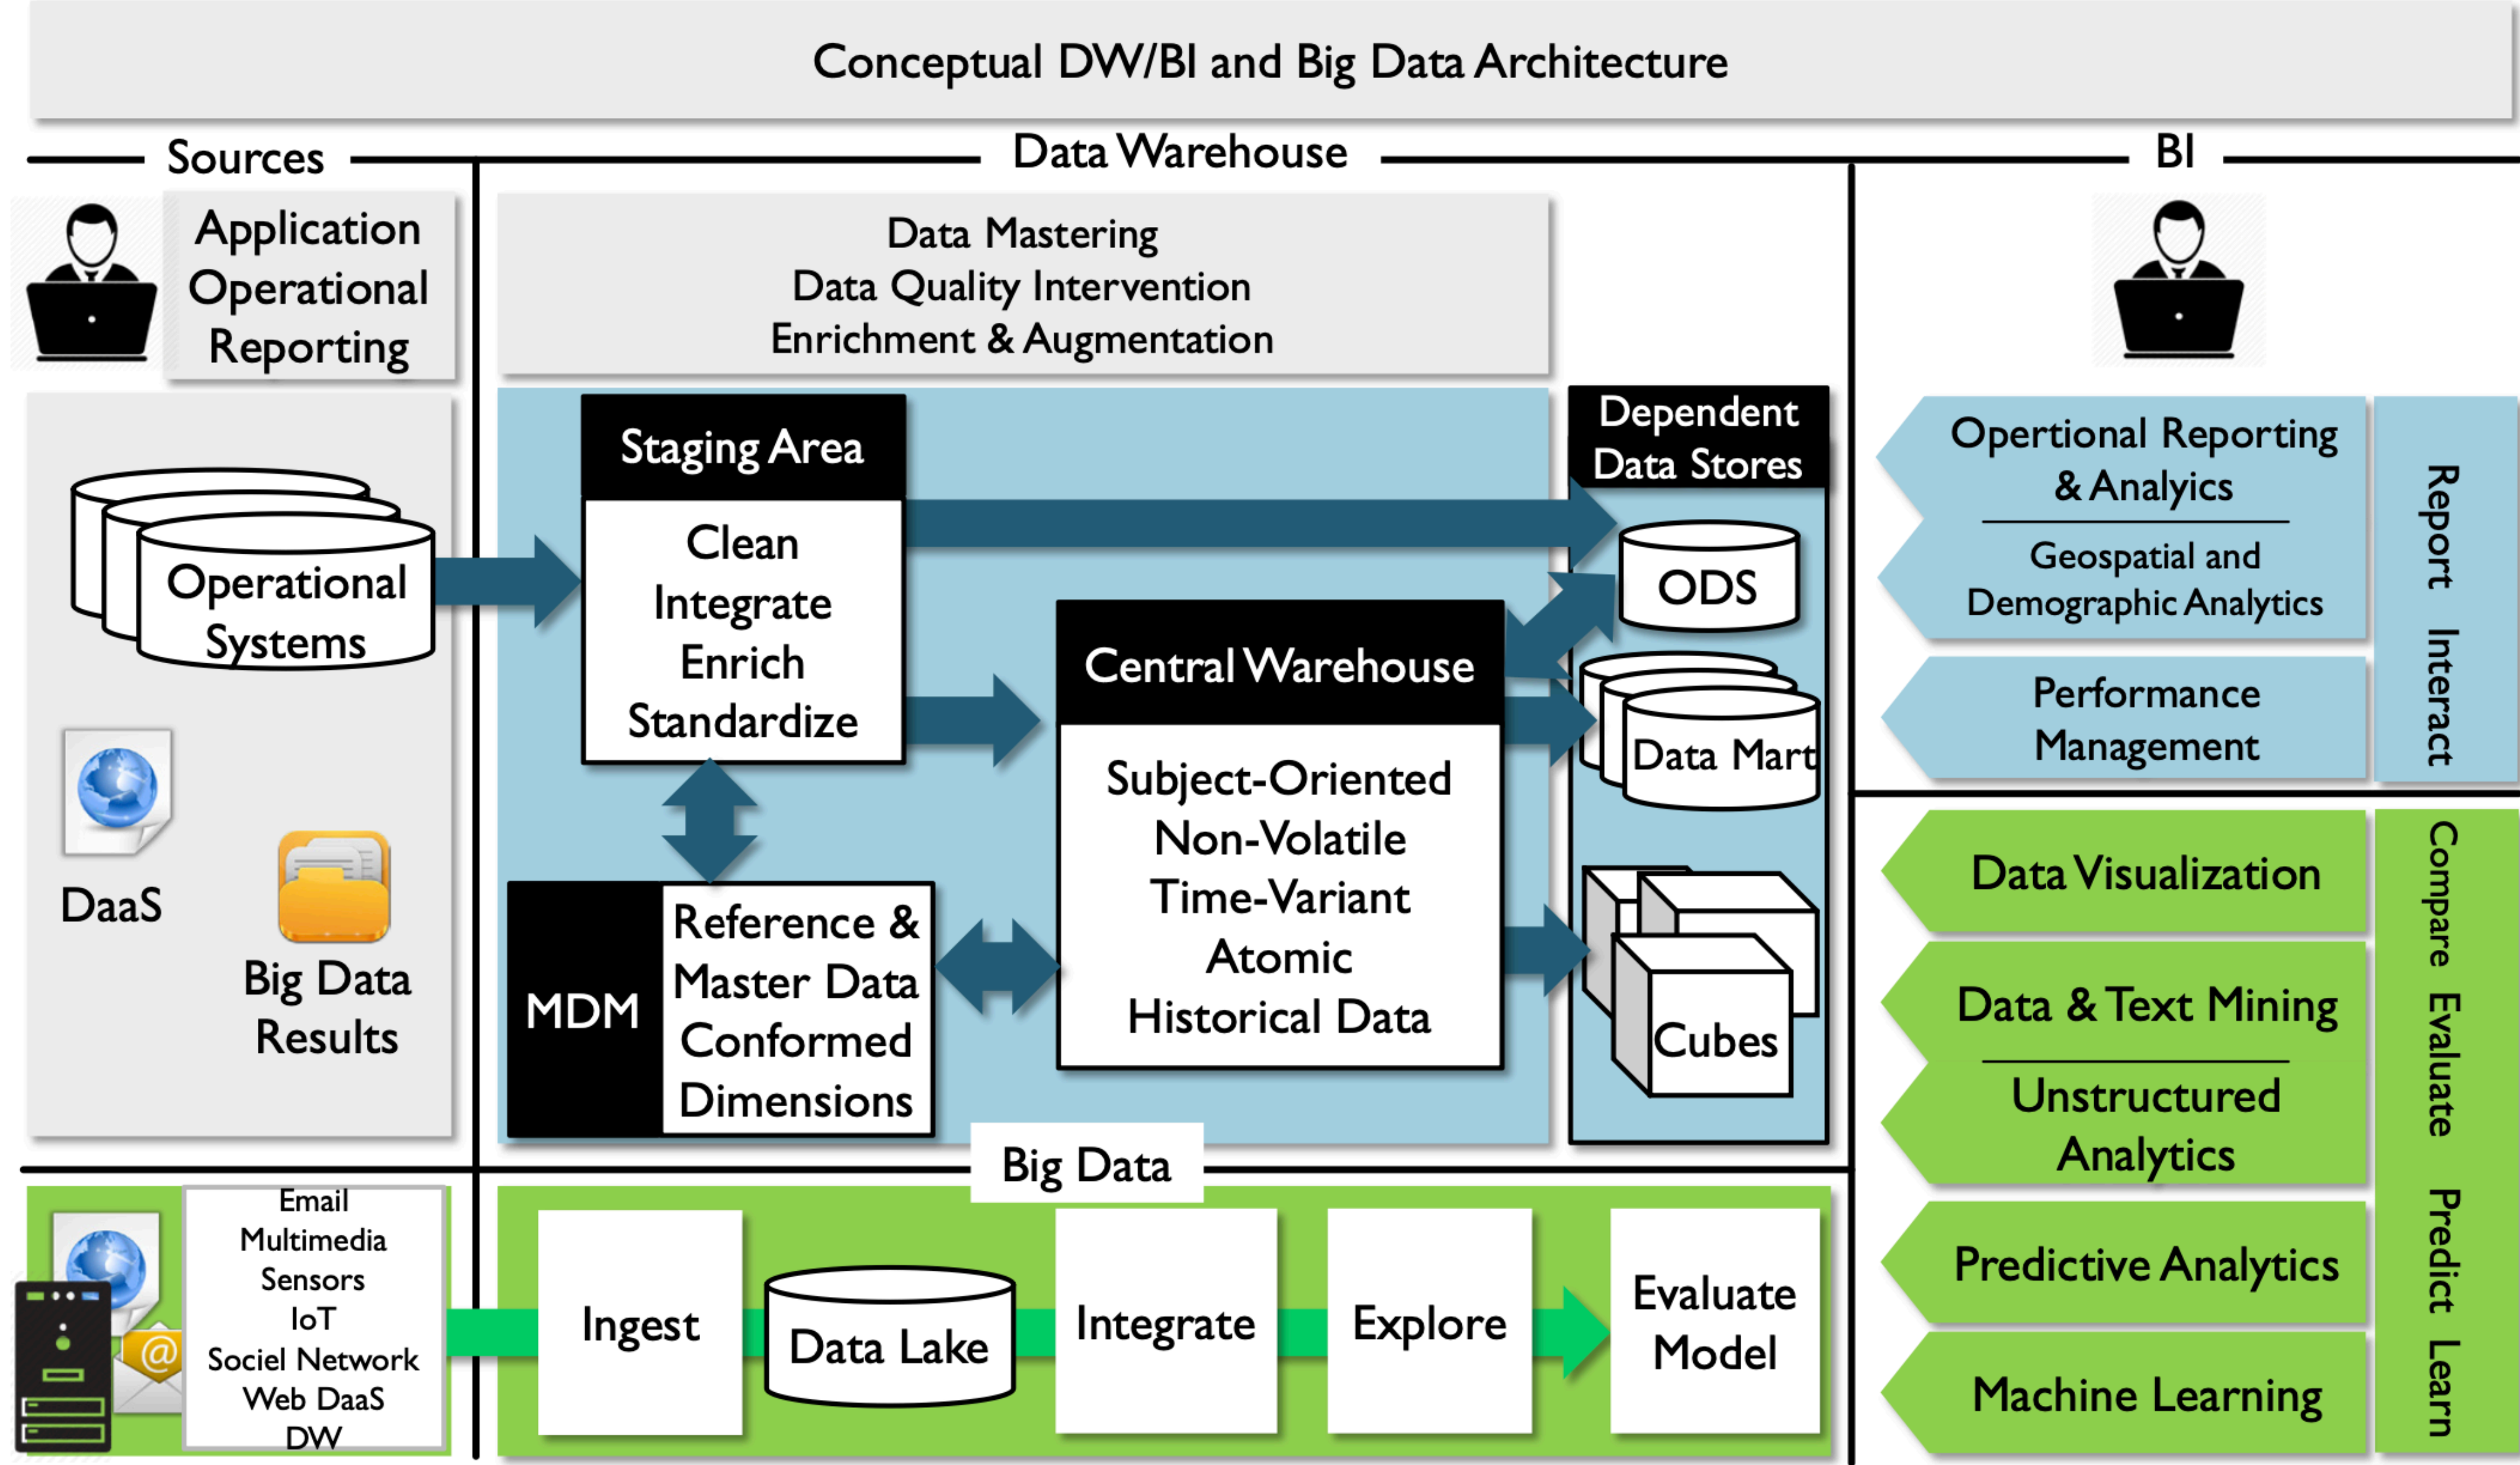 Conceptual DW/BI and Big Data Architecture
Sources
Data Warehouse
BI
Application
Operational
Reporting
Data Mastering
Data Quality Intervention
Enrichment & Augmentation
Operational
Systems
DaaS
Big Data
Results
Staging Area
Clean
Integrate
Enrich
Standardize
MDM
Reference &
Master Data
Conformed
Dimensions
Central Warehouse
Subject-Oriented
Non-Volatile
Time-Variant
Atomic
Historical Data
Dependent
Data Stores
ODS
Data Mart
Cubes
Opertional Reporting
& Analyics
Geospatial and
Demographic Analytics
Performance
Management
Report Interact
Data Visualization
Data & Text Mining
Unstructured
Analytics
Predictive Analytics
Machine Learning
Compare Evaluate Predict Learn
Big Data
@
Email
Multimedia
Sensors
IoT
Sociel Network
Web DaaS
DW
Ingest
Data Lake
Integrate
Explore
Evaluate
Model